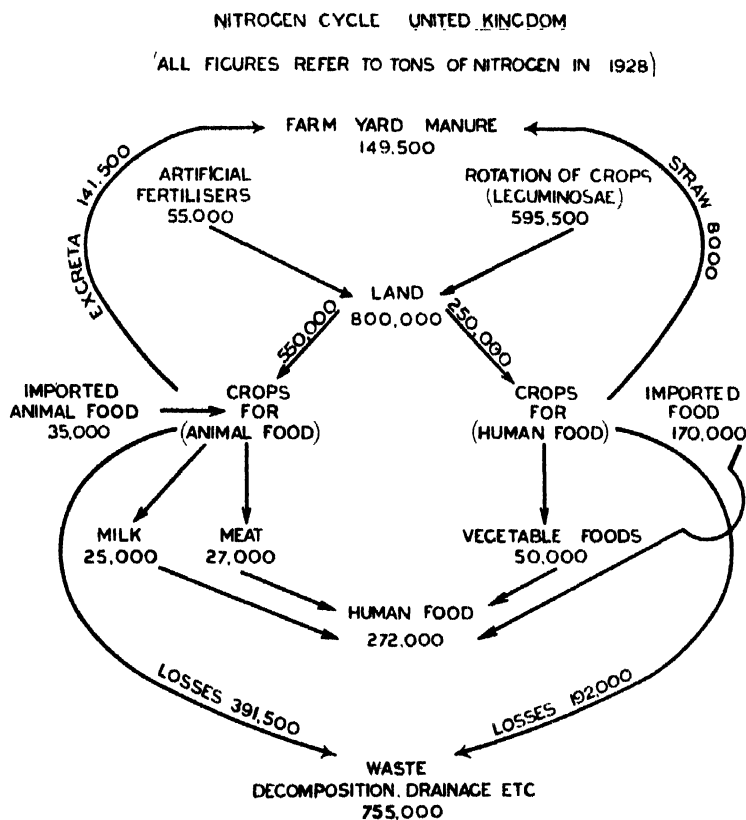 NITROGEN CYCLE UNITED KINGDOM
(ALL FIGURES REFER TO TONS OF NITROGEN IN 1928)
FARM YARD MANURE
149.500
EXCRETA 141.500
STRAW 8000
ARTIFICIAL
FERTILISERS
55.000
ROTATION OF CROPS
(LEGUMINOSAE)
595,500
LAND
800,000
550,000
250,000
IMPORTED
ANIMAL FOOD
35,000
CROPS
FOR
(ANIMAL FOOD)
CROPS
FOR
(HUMAN FOOD)
IMPORTED
FOOD
170,000
MILK
25,000
MEAT
27,000
VEGETABLE FOODS
50,000
HUMAN FOOD
272.000
LOSSES 391,500
LOSSES 192,000
WASTE
DECOMPOSITION. DRAINAGE ETC
755,000